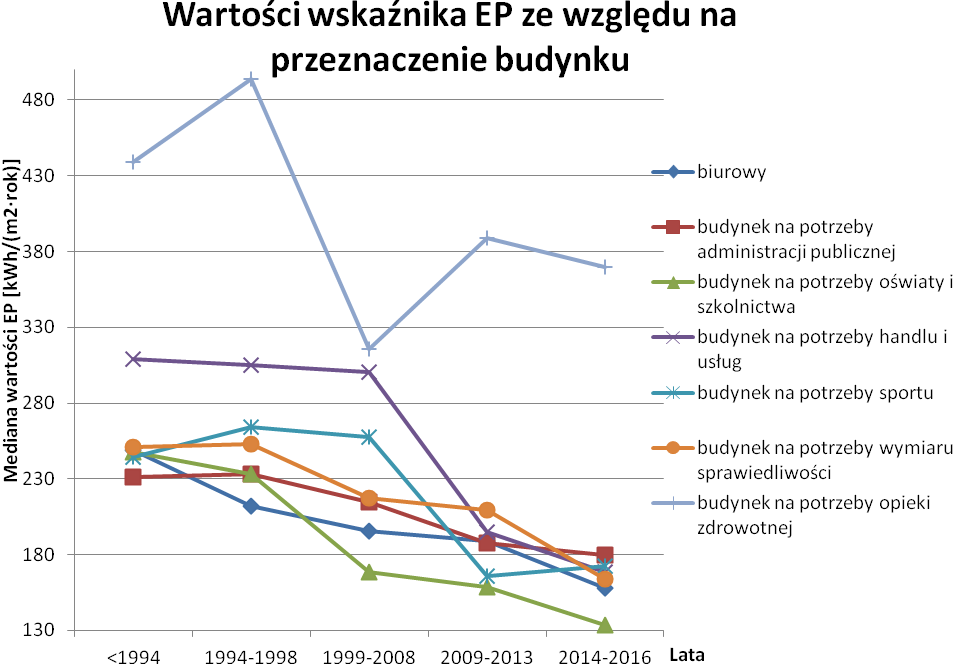 Wartości wskaźnika EP ze względu na
przeznaczenie budynku
Mediana wartości EP [kWh/(m2·rok)]
480
430
380
330
280
230
180
130
<1994
1994-1998
1999-2008
2009-2013
2014-2016
Lata
biurowy
budynek na potrzeby
administracji publicznej
budynek na potrzeby oświaty i
szkolnictwa
budynek na potrzeby handlu i
usług
budynek na potrzeby sportu
budynek na potrzeby wymiaru
sprawiedliwości
budynek na potrzeby opieki
zdrowotnej